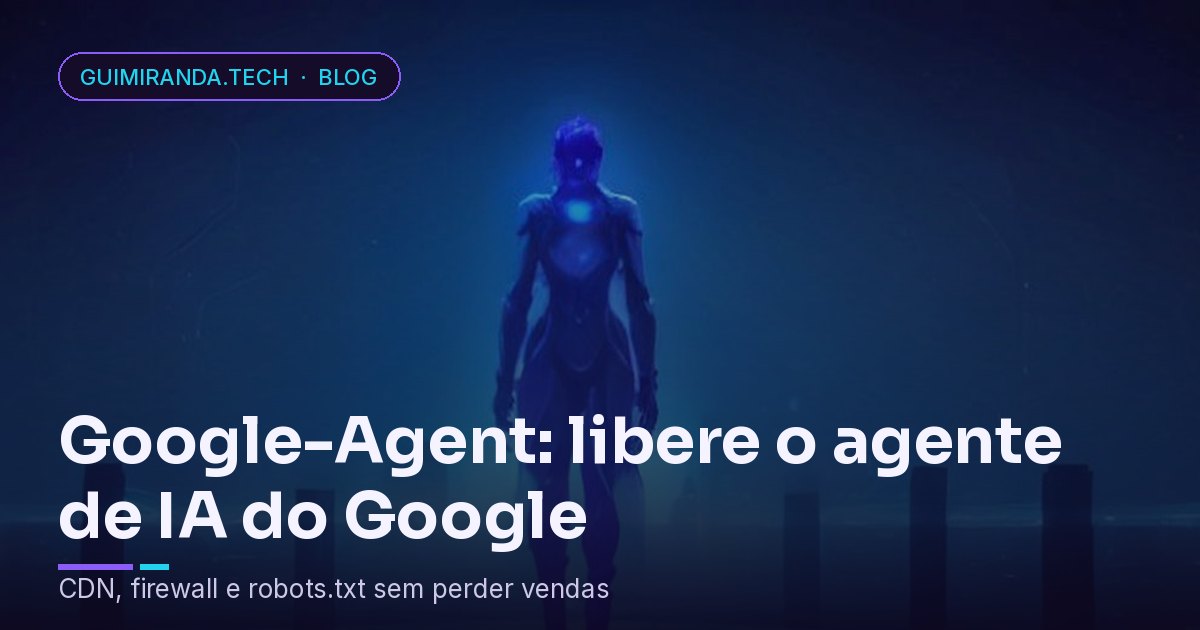 GUIMIRANDA.TECH · BLOG
Google-Agent: libere o agente
de IA do Google
CDN, firewall e robots.txt sem perder vendas